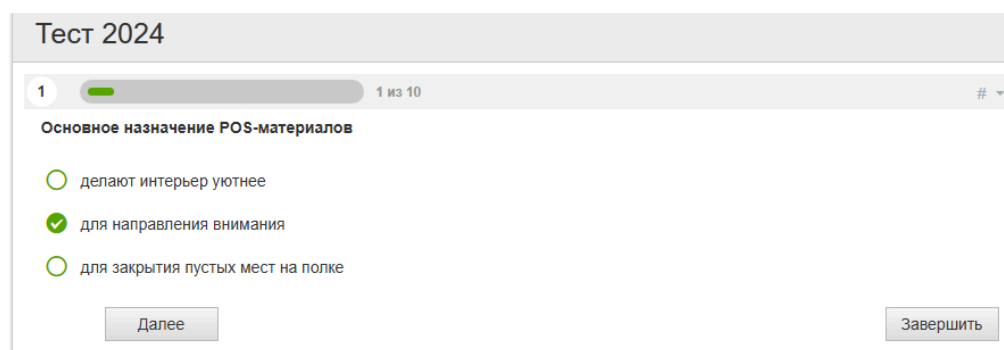 Тест 2024
1 1 из 10 #
Основное назначение POS-материалов
делают интерьер уютнее
для направления внимания
для закрытия пустых мест на полке
Далее Завершить